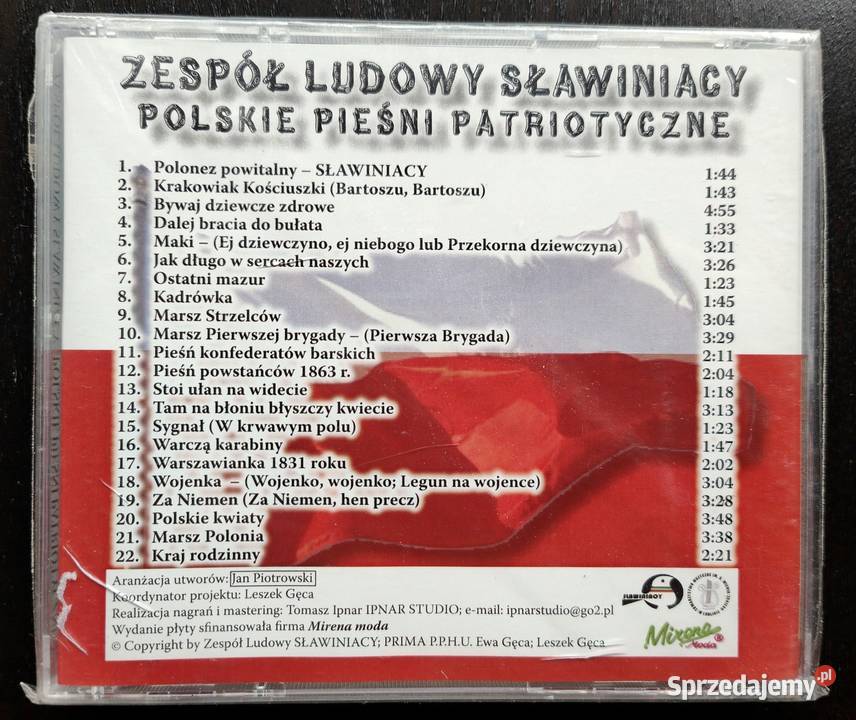 ZESPÓŁ LUDOWY SŁAWINIACY
POLSKIE PIEŚNI PATRIOTYCZNE
1. Polonez powitalny – SŁAWINIACY 1:44
2. Krakowiak Kościuszki (Bartoszu, Bartoszu) 1:43
3. Bywaj dziewcze zdrowe 4:55
4. Dalej bracia do bułata 1:33
5. Maki – (Ej dziewczyno, ej niebogo lub Przekorna dziewczyna) 3:21
6. Jak długo w sercach naszych 3:26
7. Ostatni mazur 1:23
8. Kadrówka 1:45
9. Marsz Strzelców 3:04
10. Marsz Pierwszej brygady – (Pierwsza Brygada) 3:29
11. Pieśń konfederatów barskich 2:11
12. Pieśń powstańców 1863 r. 2:04
13. Stoi ułan na widecie 1:18
14. Tam na błoniu błyszczy kwiecie 3:13
15. Sygnał (W krwawym polu) 1:23
16. Warczą karabiny 1:47
17. Warszawianka 1831 roku 2:02
18. Wojenka – (Wojenko, wojenko; Legun na wojence) 3:04
19. Za Niemen (Za Niemen, hen precz) 3:28
20. Polskie kwiaty 3:48
21. Marsz Polonia 3:38
22. Kraj rodzinny 2:21
Aranżacja utworów: Jan Piotrowski
Koordynator projektu: Leszek Gęca
Realizacja nagrań i mastering: Tomasz Ipnar IPNAR STUDIO; e-mail: ipnarstudio@go2.pl
Wydanie płyty sfinansowała firma Mirena moda
© Copyright by Zespół Ludowy SŁAWINIACY; PRIMA P.P.H.U. Ewa Gęca; Leszek Gęca
SŁAWINIACY
Mirena Moda ®
Sprzedajemy.pl